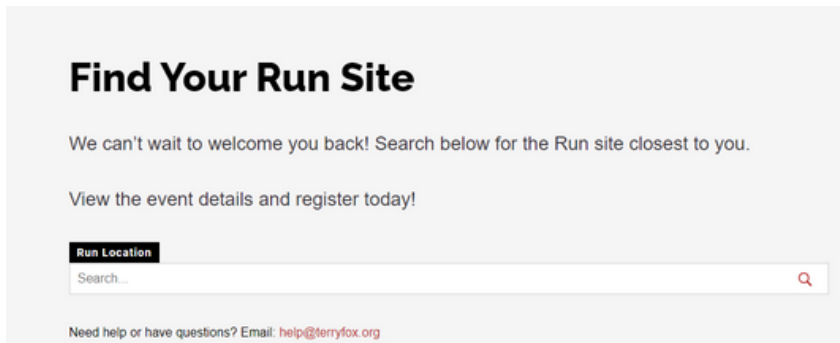 Find Your Run Site
We can’t wait to welcome you back! Search below for the Run site closest to you.
View the event details and register today!
Run Location
Search...
Need help or have questions? Email: help@terryfox.org